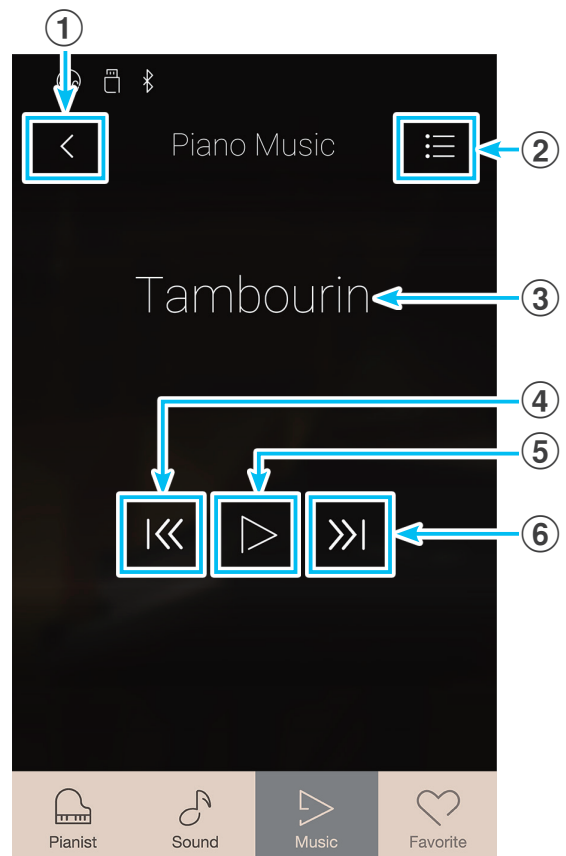 ①
Piano Music
②
Tambourin
③
④
⑤
⑥
Pianist
Sound
Music
Favorite